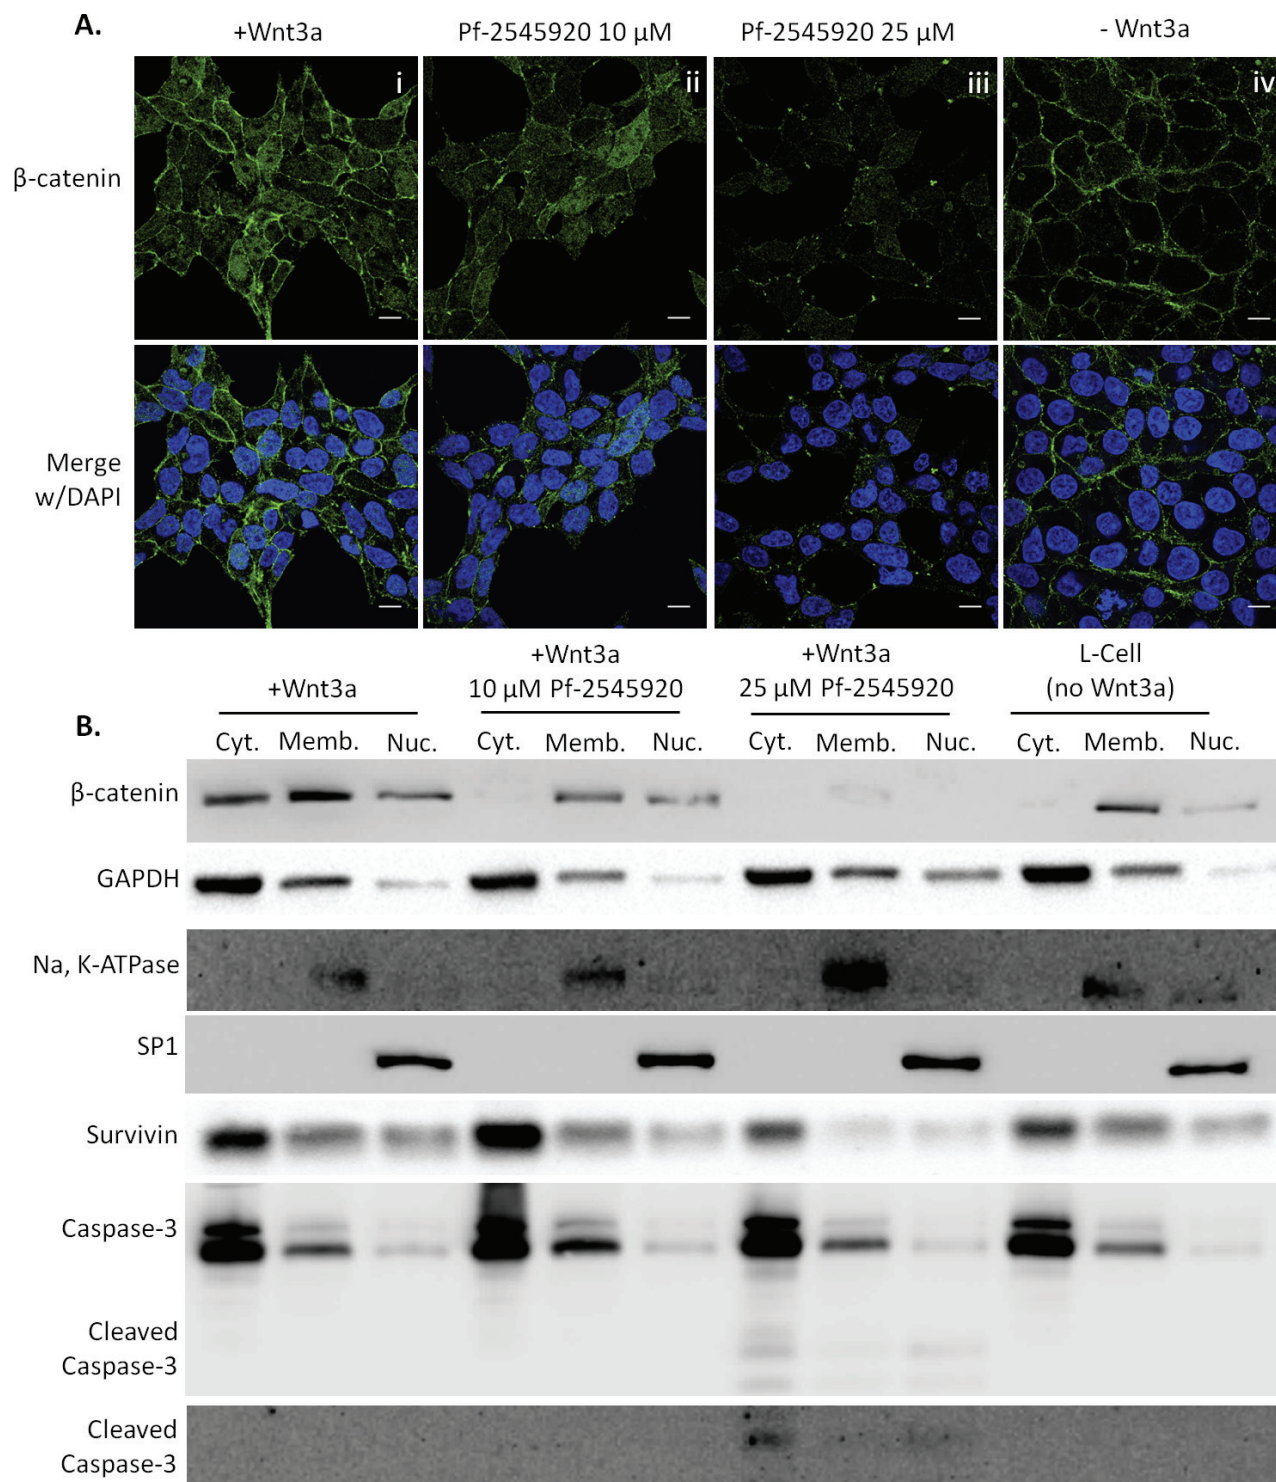 A.
+Wnt3a
Pf-2545920 10 µM
Pf-2545920 25 µM
- Wnt3a
i
ii
iii
iv
β-catenin
Merge
w/DAPI
B.
+Wnt3a
+Wnt3a
10 µM Pf-2545920
+Wnt3a
25 µM Pf-2545920
L-Cell
(no Wnt3a)
Cyt. Memb. Nuc.
Cyt. Memb. Nuc.
Cyt. Memb. Nuc.
Cyt. Memb. Nuc.
β-catenin
GAPDH
Na, K-ATPase
SP1
Survivin
Caspase-3
Cleaved
Caspase-3
Cleaved
Caspase-3